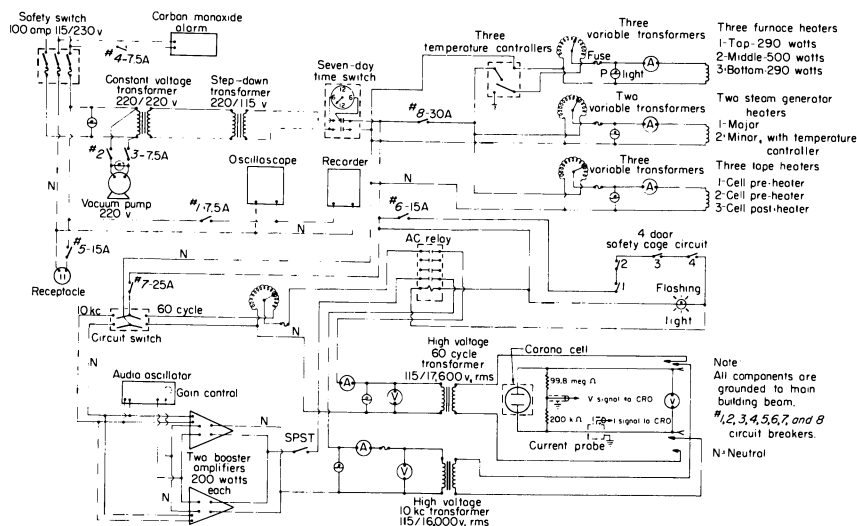 Safety switch
100 amp 115/230 v
Carbon monoxide
alarm
#4-7.5A
Constant voltage
transformer
220/220 v
Step-down
transformer
220/115 v
Seven-day
time switch
Three
temperature controllers
Three
variable transformers
Fuse
P light
A
Three furnace heaters
1-Top-290 watts
2-Middle-500 watts
3-Bottom-290 watts
#8-30A
Two
variable transformers
A
Two steam generator
heaters
1-Major
2-Minor, with temperature
controller
#2
3-7.5A
Vacuum pump
220 v
Oscilloscope
Recorder
Three
variable transformers
A
Three tape heaters
1-Cell pre-heater
2-Cell pre-heater
3-Cell post-heater
N
#1-7.5A
N
#6-15A
#5-15A
Receptacle
N
AC relay
4 door
safety cage circuit
2
3
4
1
Flashing
light
#7-25A
10kc
60 cycle
Circuit switch
N
N
High voltage
60 cycle
transformer
115/17,600 v, rms
Corona cell
99.8 meg Ω
V signal to CRO
200 k Ω
I signal to CRO
Current probe
V
A
V
Note:
All components are
grounded to main
building beam.
#1,2,3,4,5,6,7, and 8
circuit breakers.
N=Neutral
Audio oscillator
Gain control
N
Two booster
amplifiers
200 watts
each
N
SPST
A
V
High voltage
10 kc transformer
115/16,000 v, rms